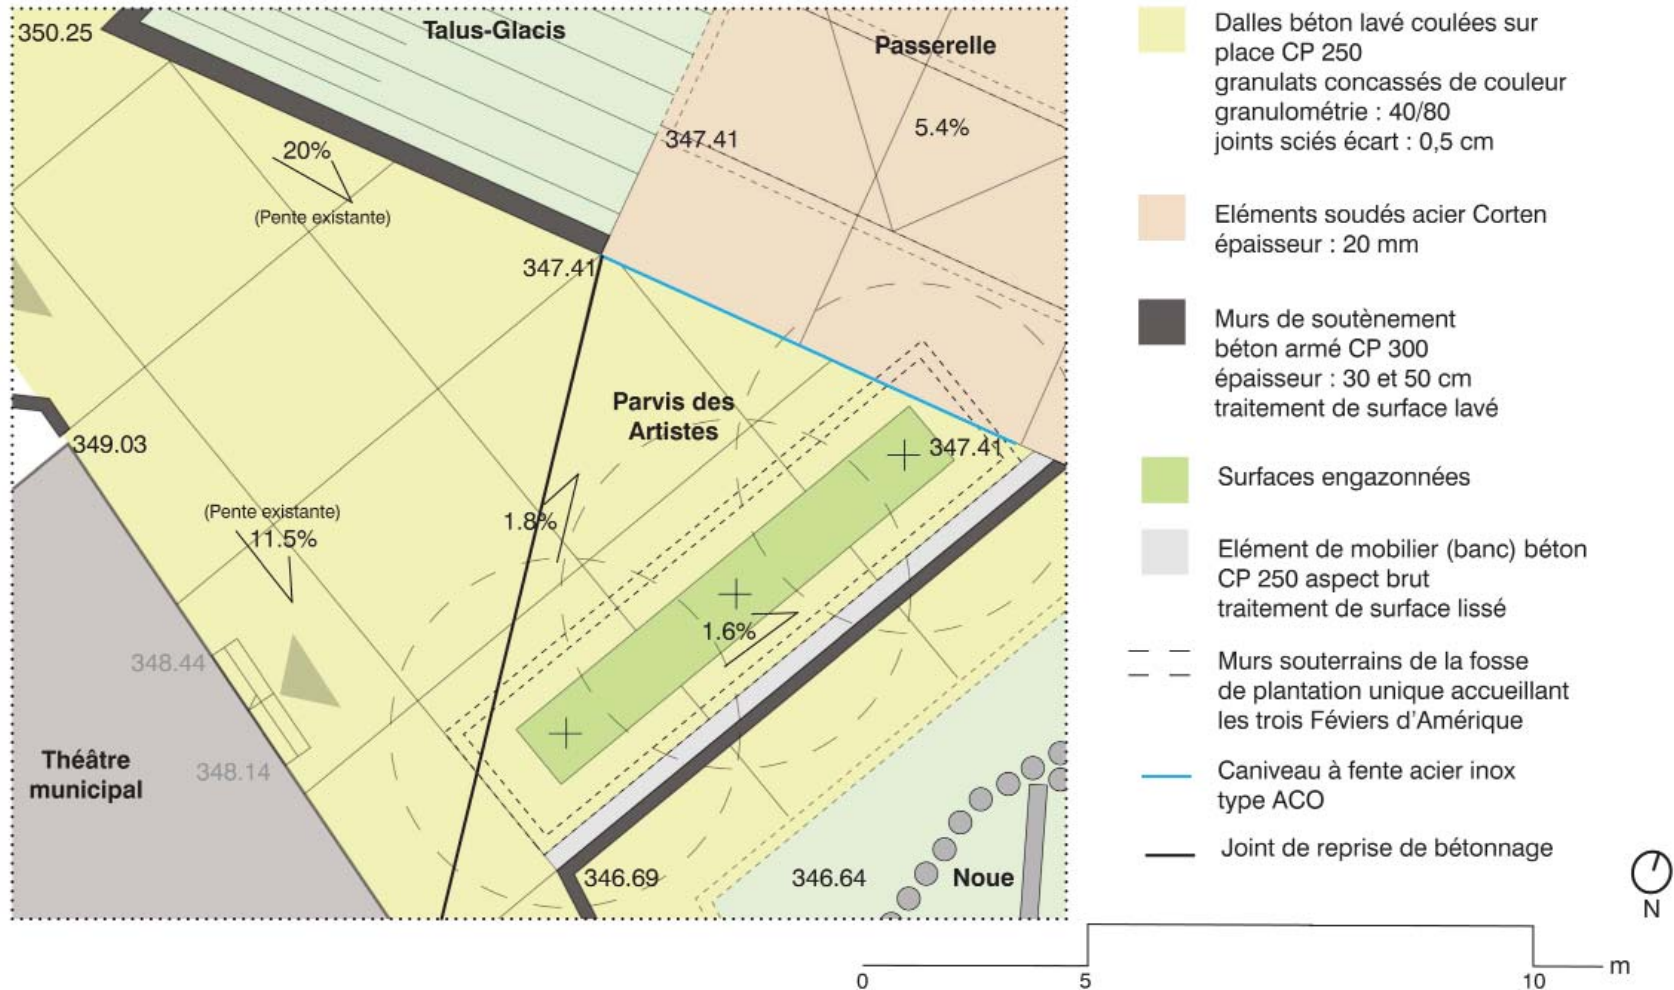 350.25
Talus-Glacis
Passerelle
347.41
5.4%
20%
(Pente existante)
347.41
Parvis des
Artistes
347.41
349.03
(Pente existante)
11.5%
1.8%
1.6%
348.44
348.14
Théâtre
municipal
346.69
346.64
Noue
Dalles béton lavé coulées sur
place CP 250
granulats concassés de couleur
granulométrie : 40/80
joints sciés écart : 0,5 cm
Eléments soudés acier Corten
épaisseur : 20 mm
Murs de soutènement
béton armé CP 300
épaisseur : 30 et 50 cm
traitement de surface lavé
Surfaces engazonnées
Elément de mobilier (banc) béton
CP 250 aspect brut
traitement de surface lissé
Murs souterrains de la fosse
de plantation unique accueillant
les trois Féviers d'Amérique
Caniveau à fente acier inox
type ACO
Joint de reprise de bétonnage
N
0 5 10 m